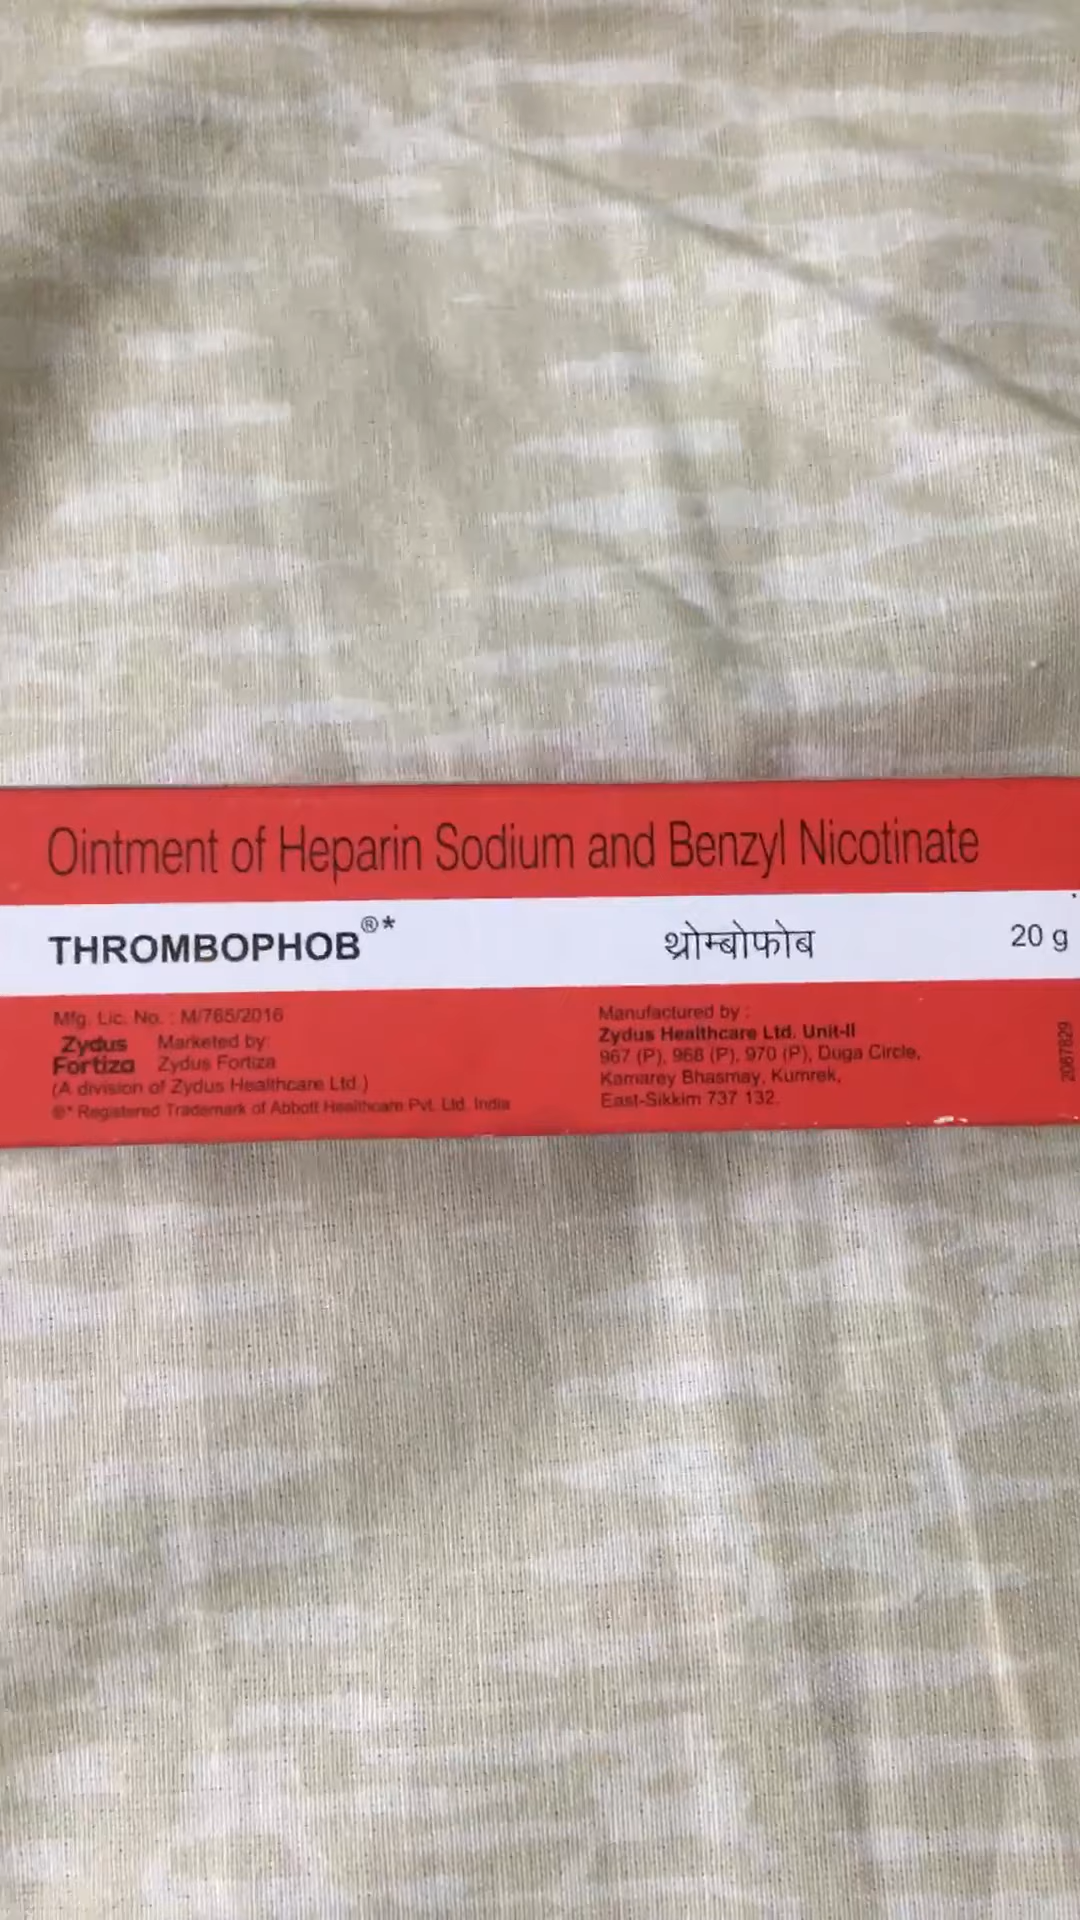 Ointment of Heparin Sodium and Benzyl Nicotinate
THROMBOPHOB®* थ्रोम्बोफोब 20 g
Mfg. Lic. No. : M/765/2016
Zydus Fortiza
Marketed by:
Zydus Fortiza
(A division of Zydus Healthcare Ltd.)
®* Registered Trademark of Abbott Healthcare Pvt. Ltd. India
Manufactured by :
Zydus Healthcare Ltd. Unit-II
967 (P), 968 (P), 970 (P), Duga Circle,
Kamarey Bhasmay, Kumrek,
East-Sikkim 737 132.
2087829